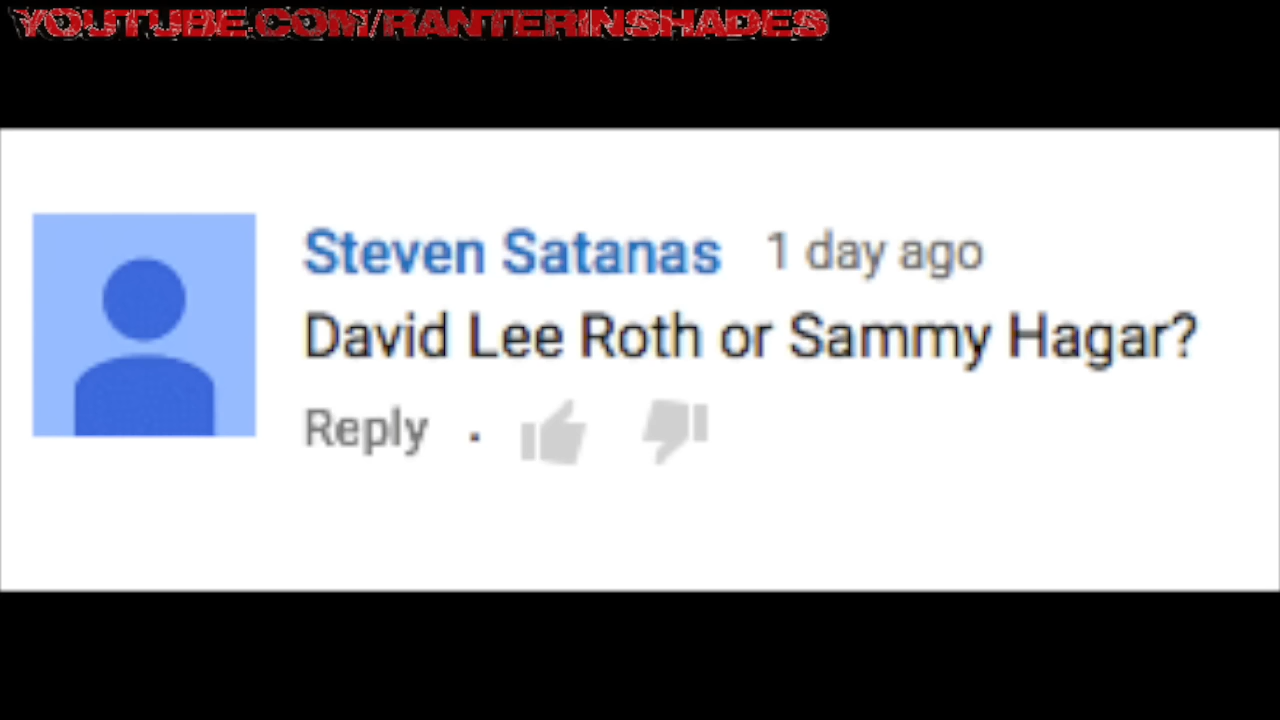 YOUTUBE.COM/RANTERINSHADES
Steven Satanas 1 day ago
David Lee Roth or Sammy Hagar?
Reply ·